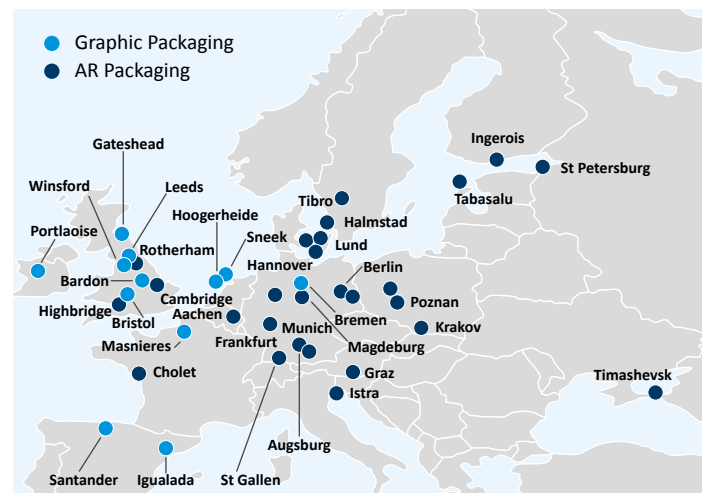 Graphic Packaging
AR Packaging
Gateshead
Ingerois
St Petersburg
Winsford
Leeds
Tabasalu
Hoogerheide
Tibro
Halmstad
Portlaoise
Sneek
Rotherham
Lund
Hannover
Berlin
Bardon
Cambridge
Poznan
Highbridge
Aachen
Bristol
Bremen
Krakov
Munich
Masnieres
Frankfurt
Magdeburg
Cholet
Graz
Timashevsk
Istra
Augsburg
Santander
Igualada
St Gallen